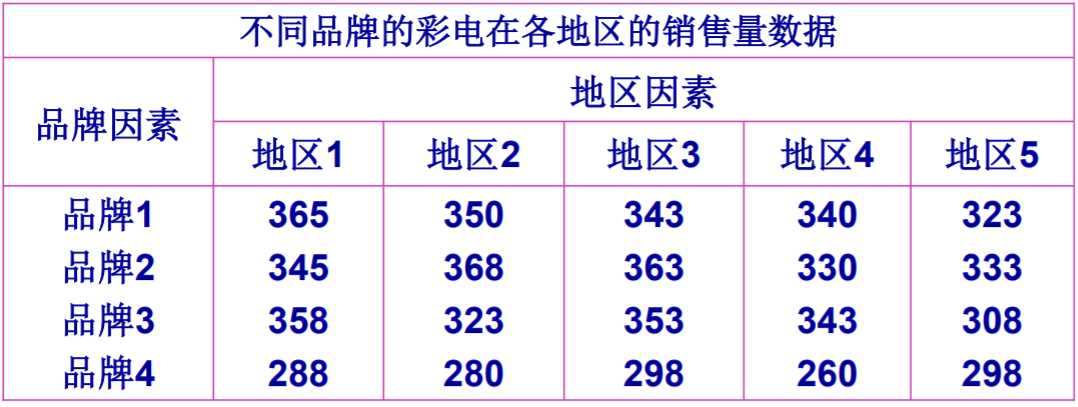 不同品牌的彩电在各地区的销售量数据
品牌因素
地区因素
地区1 地区2 地区3 地区4 地区5
品牌1 365 350 343 340 323
品牌2 345 368 363 330 333
品牌3 358 323 353 343 308
品牌4 288 280 298 260 298